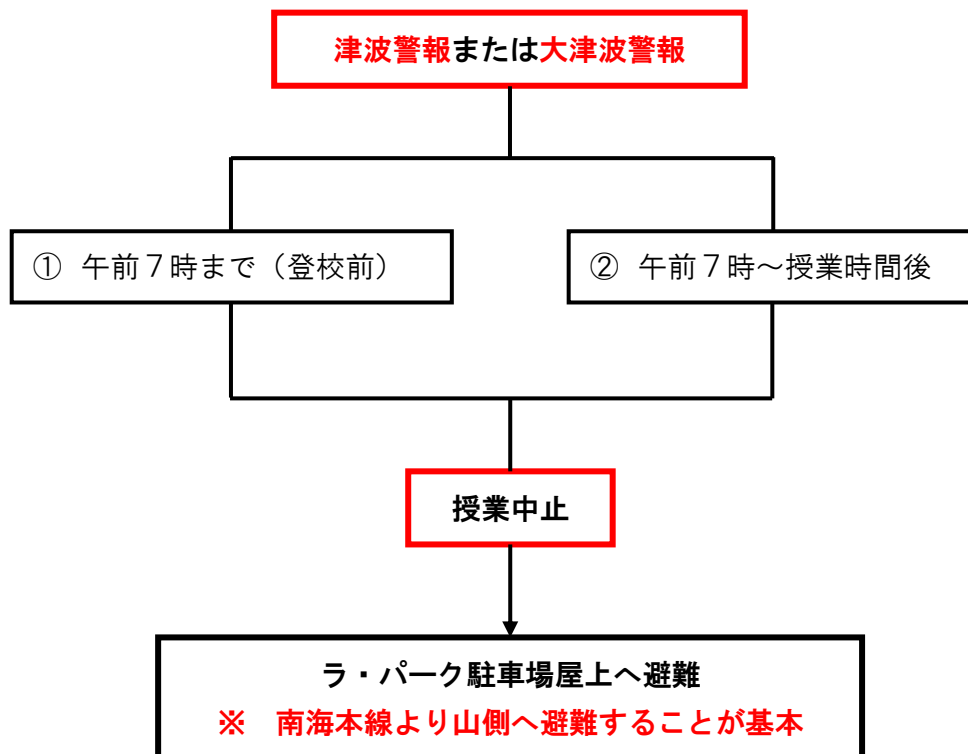 津波警報または大津波警報
① 午前７時まで（登校前）
② 午前７時～授業時間後
授業中止
ラ・パーク駐車場屋上へ避難
※　南海本線より山側へ避難することが基本